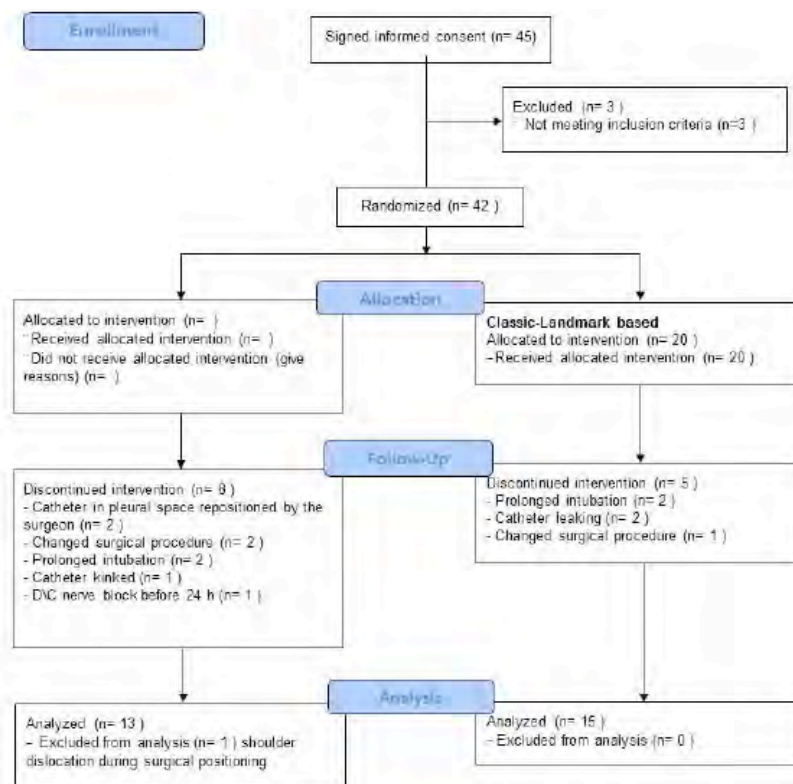 Enrollment
Signed informed consent (n= 45)
Excluded (n= 3 )
Not meeting inclusion criteria (n=3 )
Randomized (n= 42 )
Allocation
Allocated to intervention (n= )
Received allocated intervention (n= )
Did not receive allocated intervention (give
reasons) (n= )
Classic-Landmark based
Allocated to intervention (n= 20 )
–Received allocated intervention (n= 20 )
Follow-Up
Discontinued intervention (n= 8 )
- Catheter in pleural space repositioned by the
surgeon (n= 2 )
- Changed surgical procedure (n= 2 )
- Prolonged intubation (n= 2 )
- Catheter kinked (n= 1 )
- D\C nerve block before 24 h (n= 1 )
Discontinued intervention (n= 5 )
- Prolonged intubation (n= 2 )
- Catheter leaking (n= 2 )
- Changed surgical procedure (n= 1 )
Analysis
Analyzed (n= 13 )
– Excluded from analysis (n= 1 ) shoulder
dislocation during surgical positioning
Analyzed (n= 15 )
- Excluded from analysis (n= 0 )